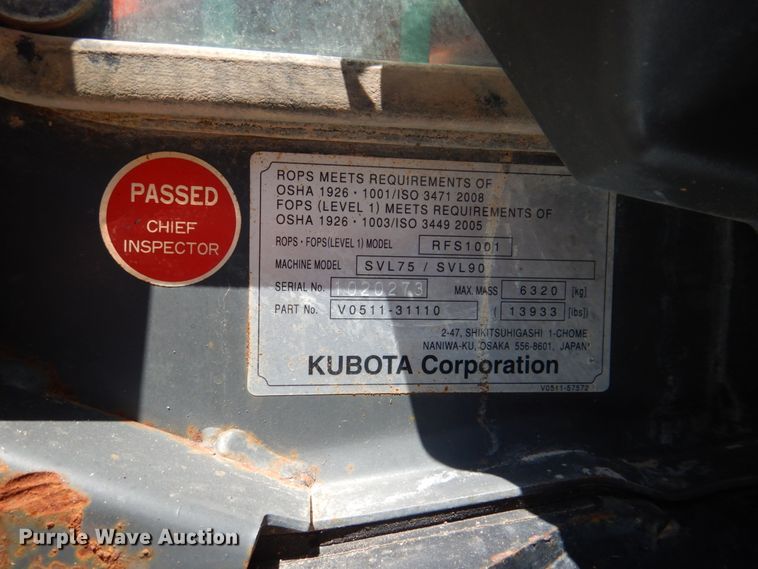 PASSED
CHIEF
INSPECTOR
ROPS MEETS REQUIREMENTS OF
OSHA 1926・1001/ISO 3471 2008
FOPS (LEVEL 1) MEETS REQUIREMENTS OF
OSHA 1926・1003/ISO 3449 2005
ROPS・FOPS(LEVEL 1) MODEL RFS1001
MACHINE MODEL SVL75 / SVL90
SERIAL No. 1020273 MAX. MASS 6320 [kg]
PART No. V0511-31110 ( 13933 [lbs])
2-47, SHIKITSUHIGASHI 1-CHOME
NANIWA-KU, OSAKA 556-8601, JAPAN
KUBOTA Corporation
V0511-57572
Purple Wave Auction